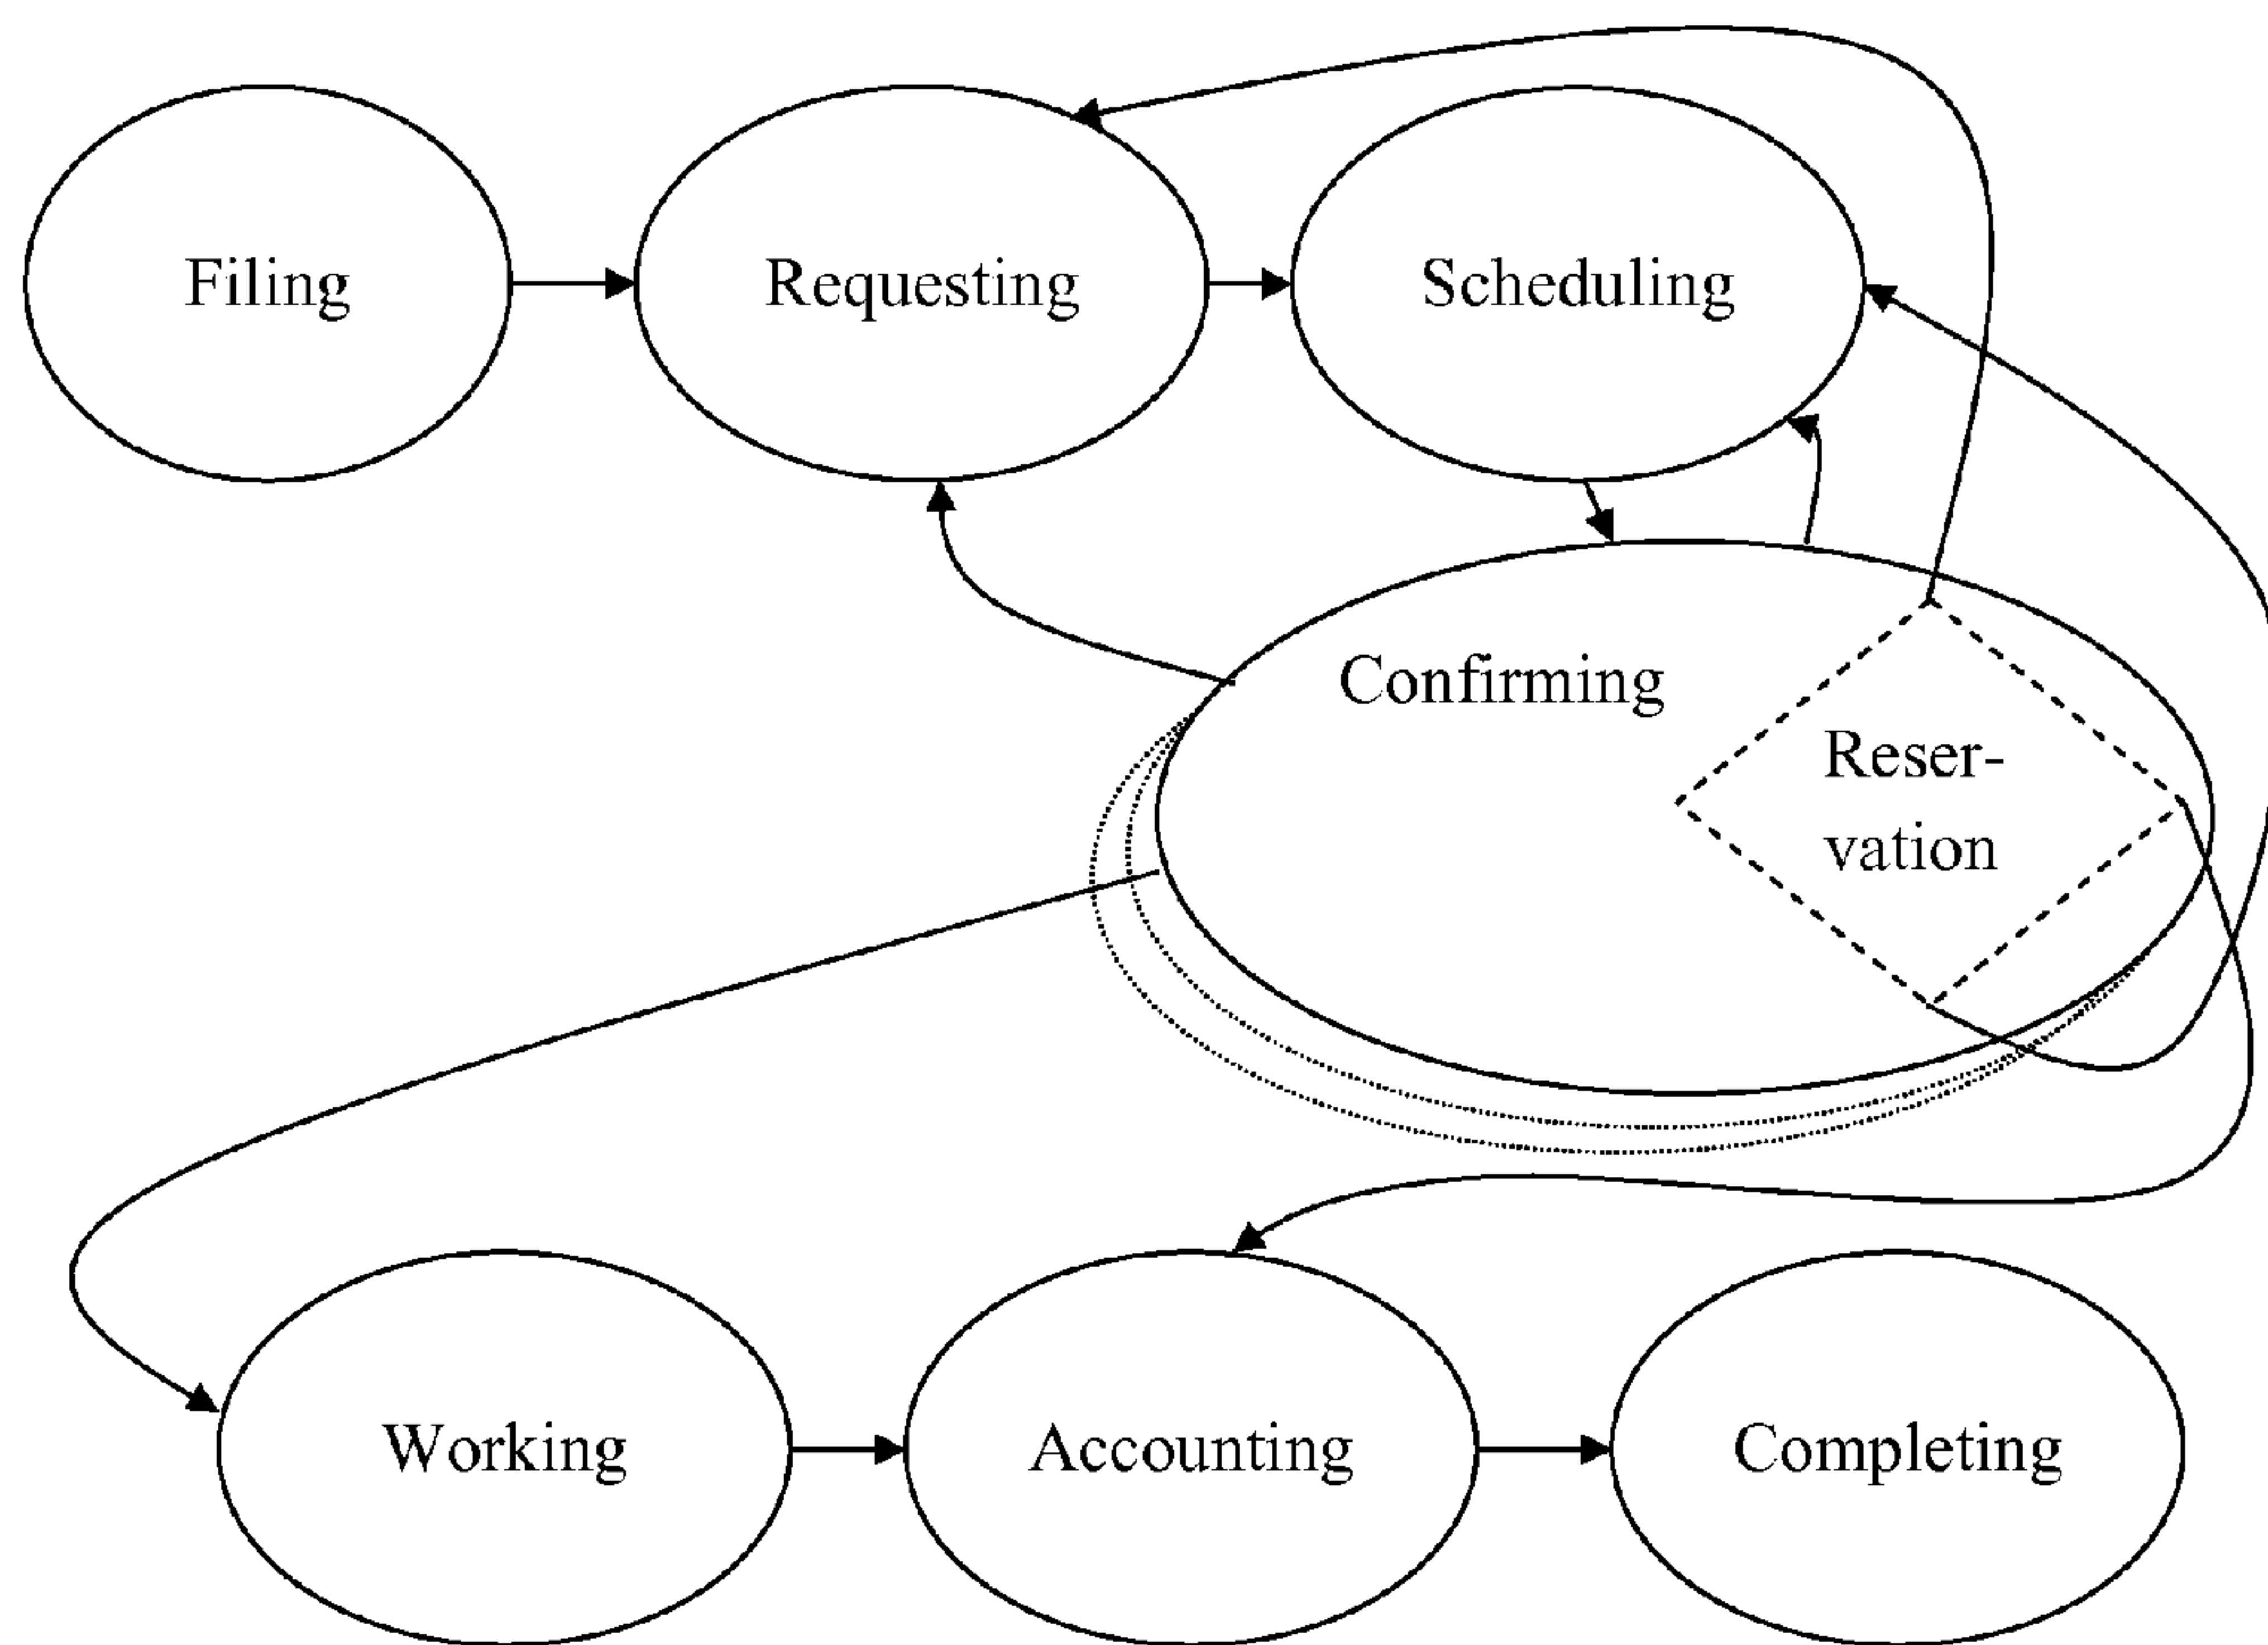 Filing
Requesting
Scheduling
Confirming
Reser-
vation
Working
Accounting
Completing